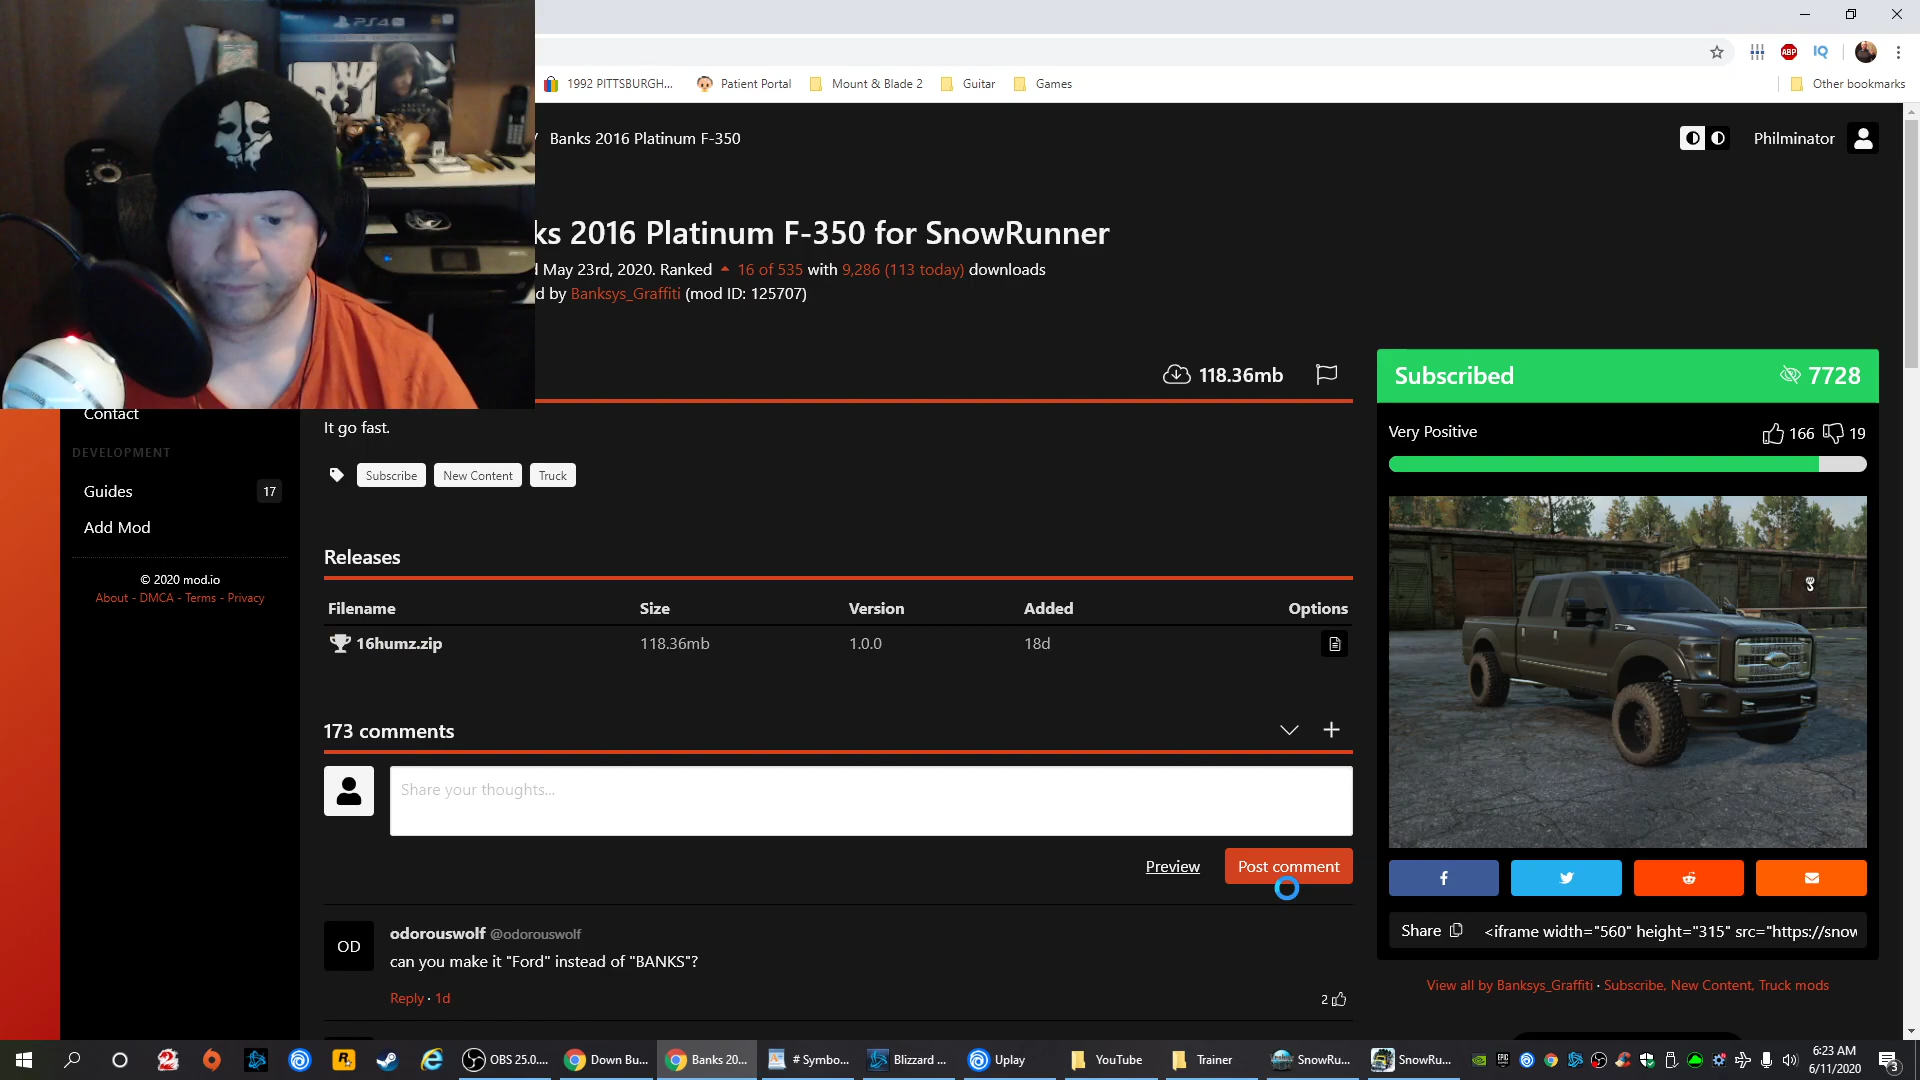 PS4
1992 PITTSBURGH...
Patient Portal
Mount & Blade 2
Guitar
Games
Other bookmarks
ABP
IQ
/ Banks 2016 Platinum F-350
Philminator
ks 2016 Platinum F-350 for SnowRunner
d May 23rd, 2020. Ranked 16 of 535 with 9,286 (113 today) downloads
d by Banksys_Graffiti (mod ID: 125707)
118.36mb
Subscribed
7728
Contact
It go fast.
Very Positive
166
19
DEVELOPMENT
Subscribe
New Content
Truck
Guides
17
Add Mod
Releases
© 2020 mod.io
About - DMCA - Terms - Privacy
Filename
Size
Version
Added
Options
16humz.zip
118.36mb
1.0.0
18d
173 comments
Share your thoughts...
Preview
Post comment
Share
<iframe width="560" height="315" src="https://snow
OD
odorouswolf @odorouswolf
can you make it "Ford" instead of "BANKS"?
Reply · 1d
2
View all by Banksys_Graffiti · Subscribe, New Content, Truck mods
OBS 25.0....
Down Bu...
Banks 20...
# Symbo...
Blizzard ...
Uplay
YouTube
Trainer
SnowRu...
SnowRu...
6:23 AM
6/11/2020
3